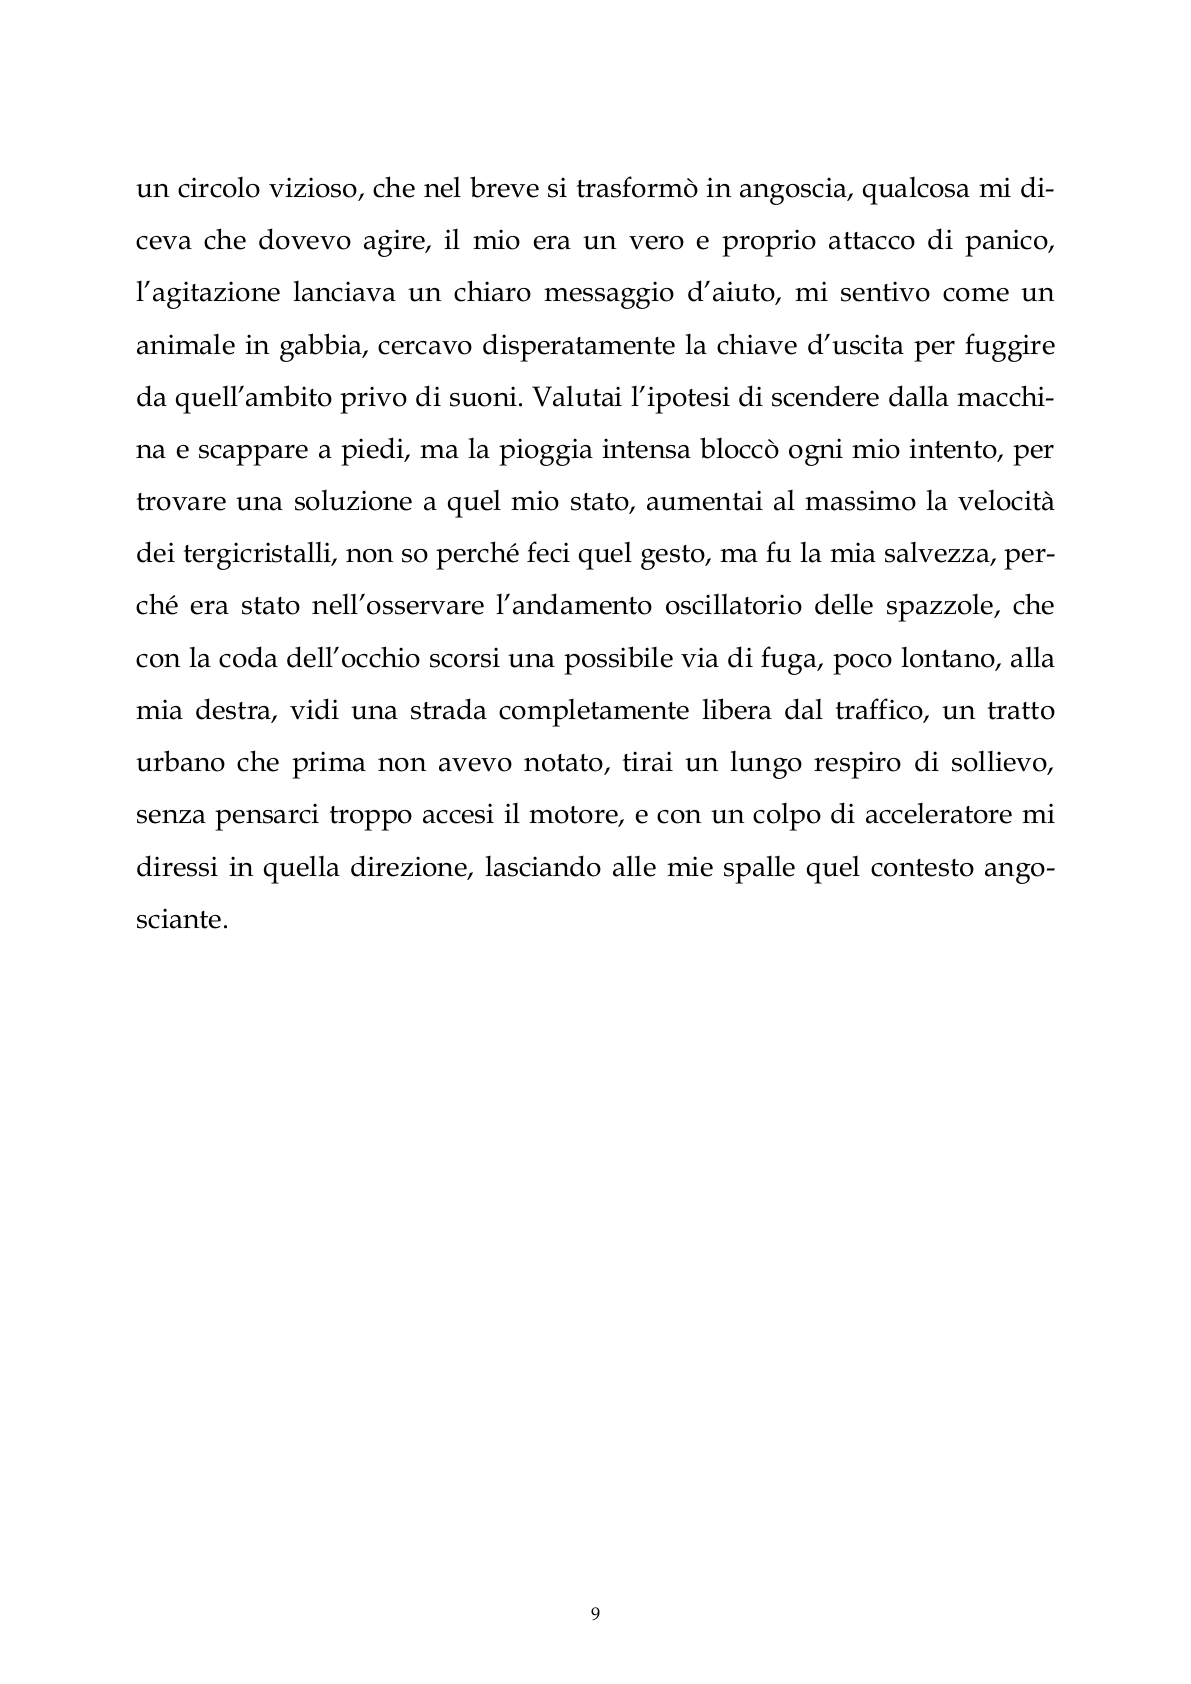 un circolo vizioso, che nel breve si trasformò in angoscia, qualcosa mi di-
ceva che dovevo agire, il mio era un vero e proprio attacco di panico,
l’agitazione lanciava un chiaro messaggio d’aiuto, mi sentivo come un
animale in gabbia, cercavo disperatamente la chiave d’uscita per fuggire
da quell’ambito privo di suoni. Valutai l’ipotesi di scendere dalla macchi-
na e scappare a piedi, ma la pioggia intensa bloccò ogni mio intento, per
trovare una soluzione a quel mio stato, aumentai al massimo la velocità
dei tergicristalli, non so perché feci quel gesto, ma fu la mia salvezza, per-
ché era stato nell’osservare l’andamento oscillatorio delle spazzole, che
con la coda dell’occhio scorsi una possibile via di fuga, poco lontano, alla
mia destra, vidi una strada completamente libera dal traffico, un tratto
urbano che prima non avevo notato, tirai un lungo respiro di sollievo,
senza pensarci troppo accesi il motore, e con un colpo di acceleratore mi
diressi in quella direzione, lasciando alle mie spalle quel contesto ango-
sciante.
9